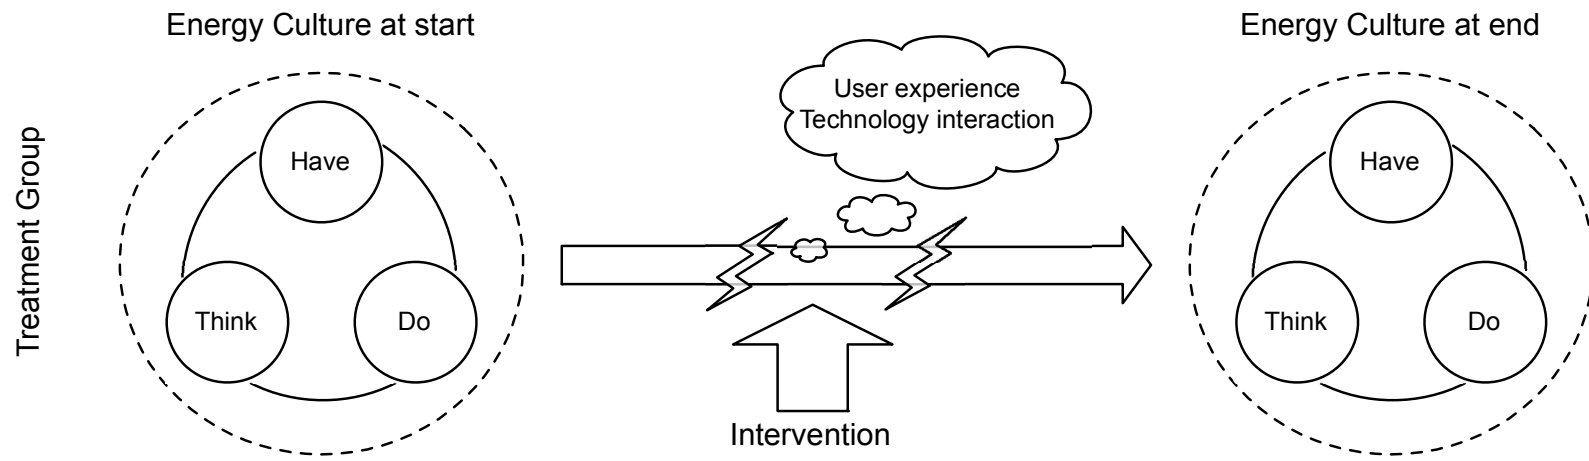 Energy Culture at start
Energy Culture at end
Treatment Group
Have
Think
Do
User experience
Technology interaction
Intervention
Have
Think
Do